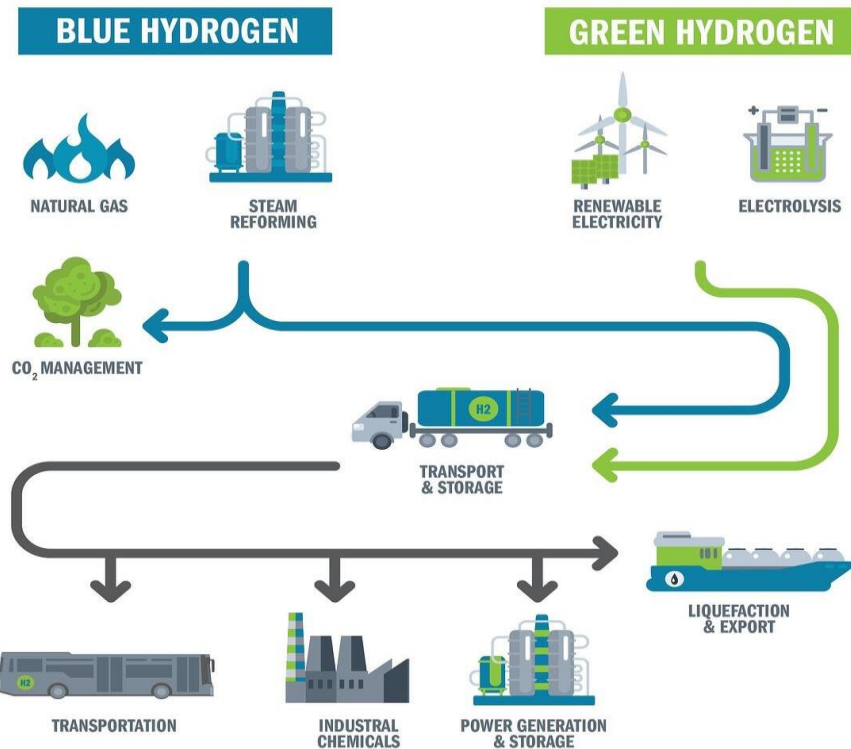 BLUE HYDROGEN
GREEN HYDROGEN
NATURAL GAS
STEAM
REFORMING
RENEWABLE
ELECTRICITY
ELECTROLYSIS
+
−
CO₂ MANAGEMENT
H2
TRANSPORT
& STORAGE
LIQUEFACTION
& EXPORT
H2
TRANSPORTATION
INDUSTRAL
CHEMICALS
POWER GENERATION
& STORAGE